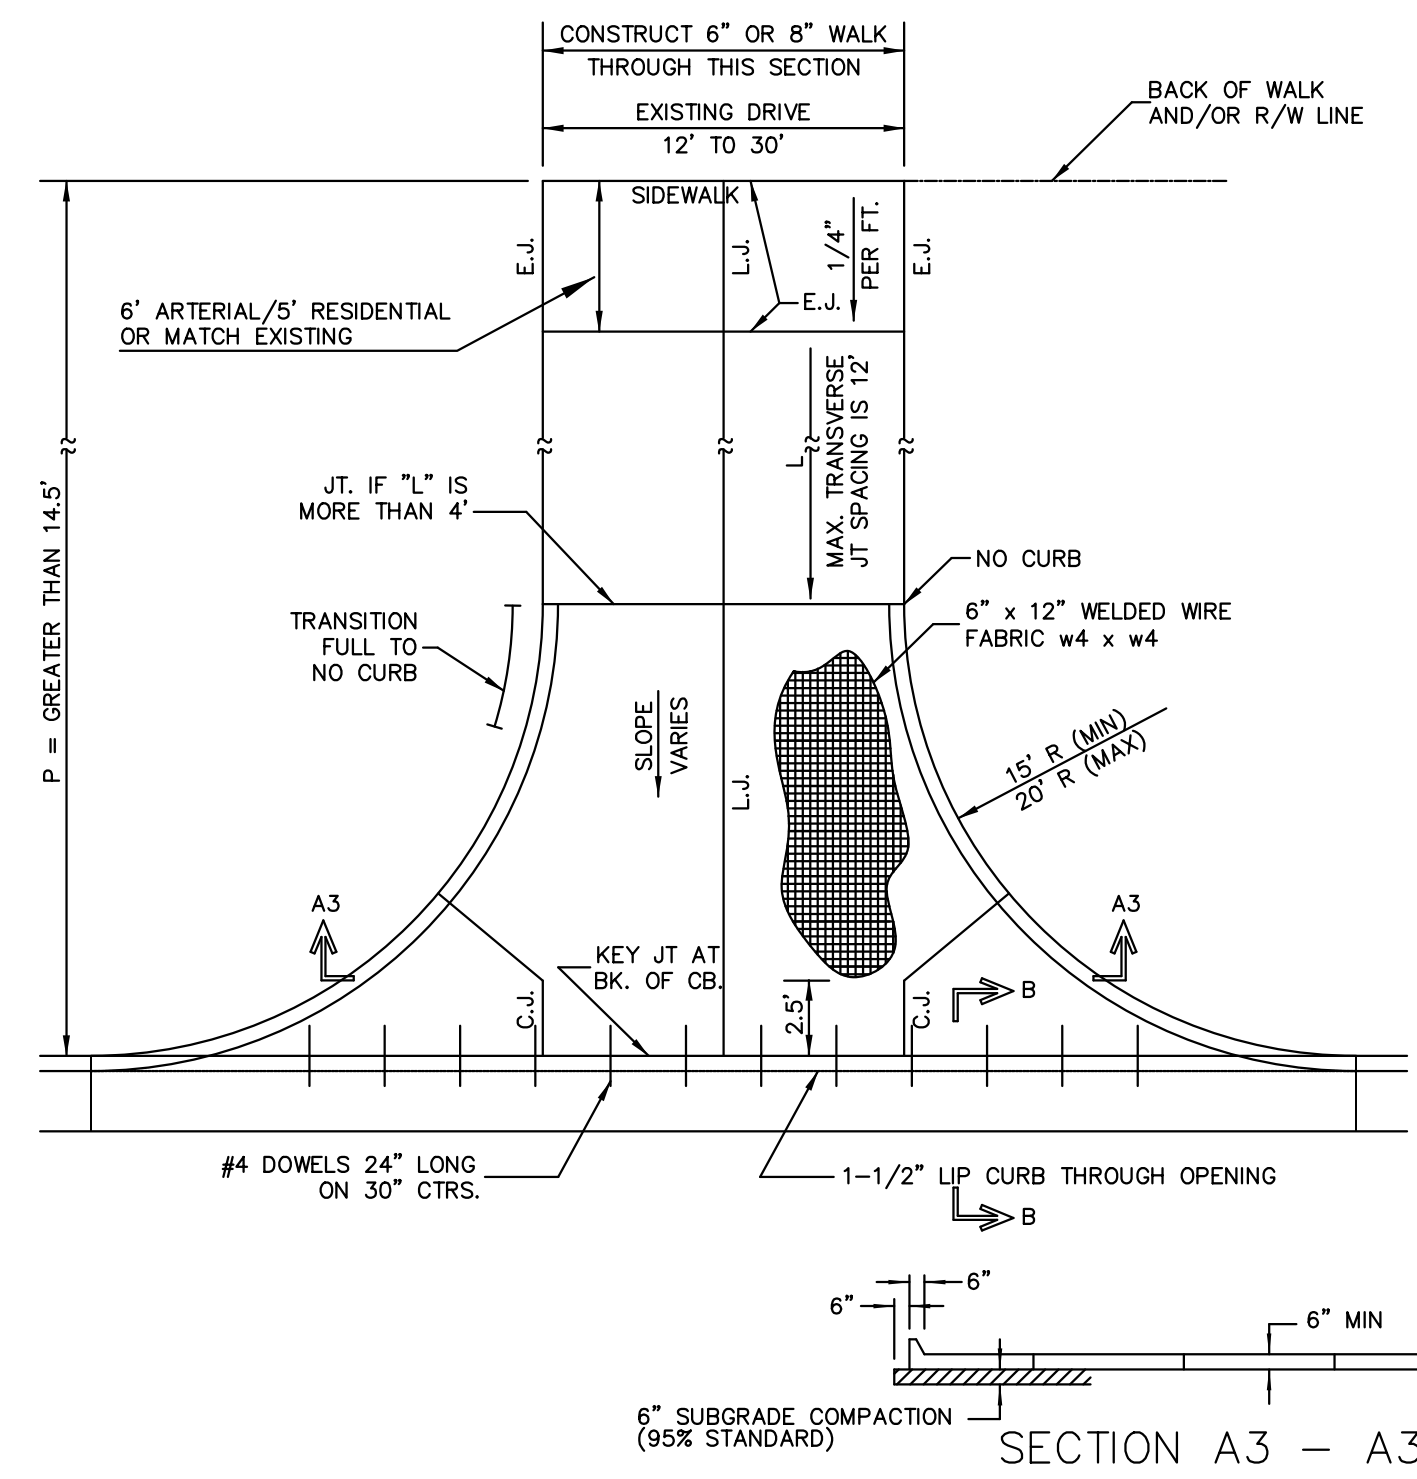 CONSTRUCT 6” OR 8” WALK
THROUGH THIS SECTION
EXISTING DRIVE
12’ TO 30’
BACK OF WALK
AND/OR R/W LINE
SIDEWALK
E.J.
L.J.
1/4”
PER FT.
E.J.
E.J.
6’ ARTERIAL/5’ RESIDENTIAL
OR MATCH EXISTING
L
MAX. TRANSVERSE
JT SPACING IS 12’
JT. IF ”L” IS
MORE THAN 4’
P = GREATER THAN 14.5’
NO CURB
TRANSITION
FULL TO
NO CURB
6” x 12” WELDED WIRE
FABRIC w4 x w4
SLOPE
VARIES
L.J.
15’ R (MIN)
20’ R (MAX)
A3
A3
KEY JT AT
BK. OF CB.
C.J.
2.5’
C.J.
B
#4 DOWELS 24” LONG
ON 30” CTRS.
1-1/2” LIP CURB THROUGH OPENING
B
6”
6”
6” MIN
6” SUBGRADE COMPACTION
(95% STANDARD)
SECTION A3 - A3